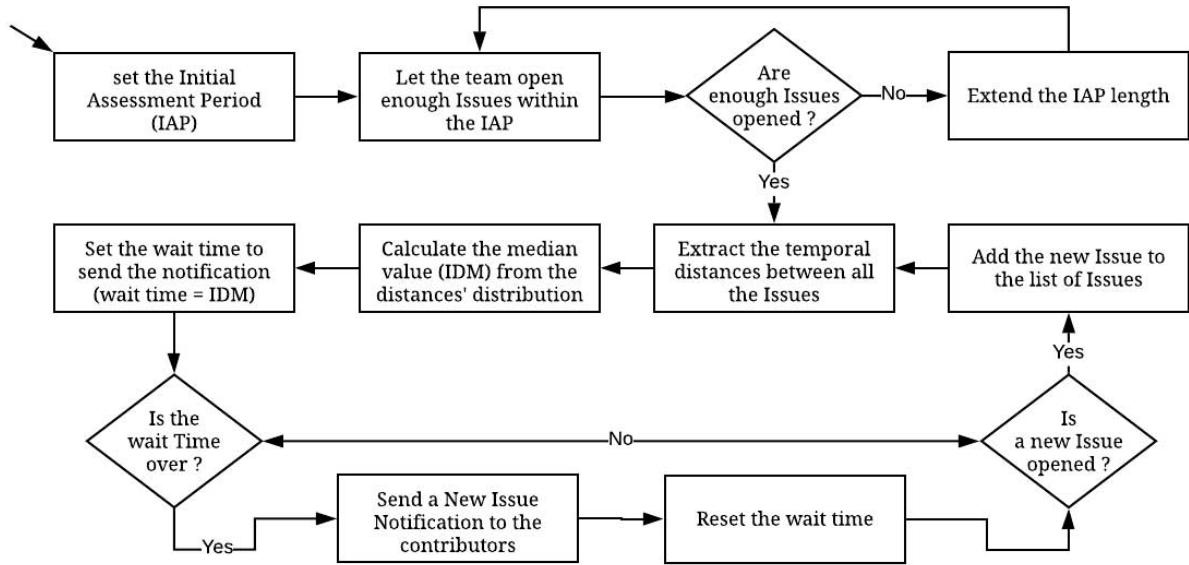 set the Initial
Assessment Period
(IAP)
Let the team open
enough Issues within
the IAP
Are
enough Issues
opened ?
No
Extend the IAP length
Yes
Set the wait time to
send the notification
(wait time = IDM)
Calculate the median
value (IDM) from the
distances' distribution
Extract the temporal
distances between all
the Issues
Add the new Issue to
the list of Issues
Yes
Is the
wait Time
over ?
No
Is
a new Issue
opened ?
Yes
Send a New Issue
Notification to the
contributors
Reset the wait time